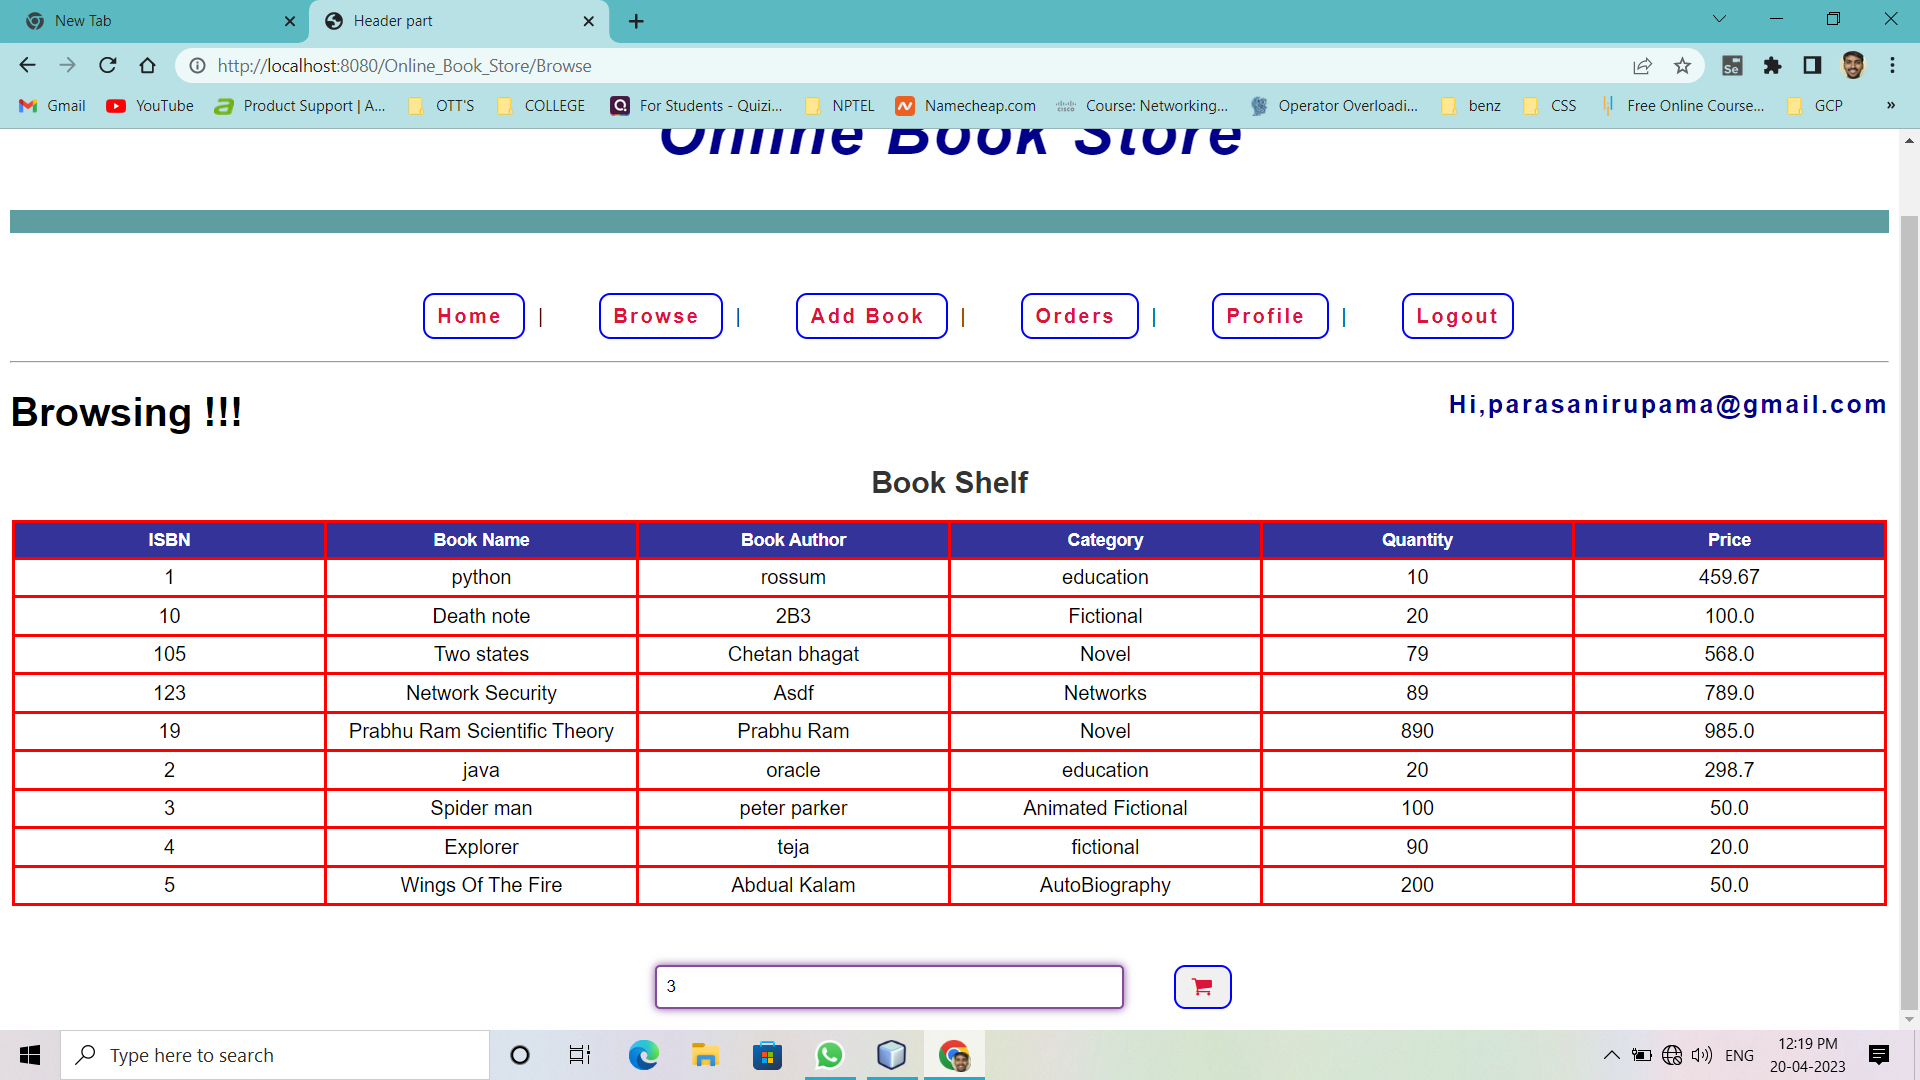 New Tab
Header part
http://localhost:8080/Online_Book_Store/Browse
Se
Gmail YouTube Product Support | A... OTT'S COLLEGE Q For Students - Quizi... NPTEL Namecheap.com cisco Course: Networking... Operator Overloadi... benz CSS Free Online Course... GCP »
Online Book Store
Home | Browse | Add Book | Orders | Profile | Logout
Browsing !!!
Hi,parasanirupama@gmail.com
Book Shelf
ISBN Book Name Book Author Category Quantity Price
1 python rossum education 10 459.67
10 Death note 2B3 Fictional 20 100.0
105 Two states Chetan bhagat Novel 79 568.0
123 Network Security Asdf Networks 89 789.0
19 Prabhu Ram Scientific Theory Prabhu Ram Novel 890 985.0
2 java oracle education 20 298.7
3 Spider man peter parker Animated Fictional 100 50.0
4 Explorer teja fictional 90 20.0
5 Wings Of The Fire Abdual Kalam AutoBiography 200 50.0
3
Type here to search
ENG
12:19 PM
20-04-2023